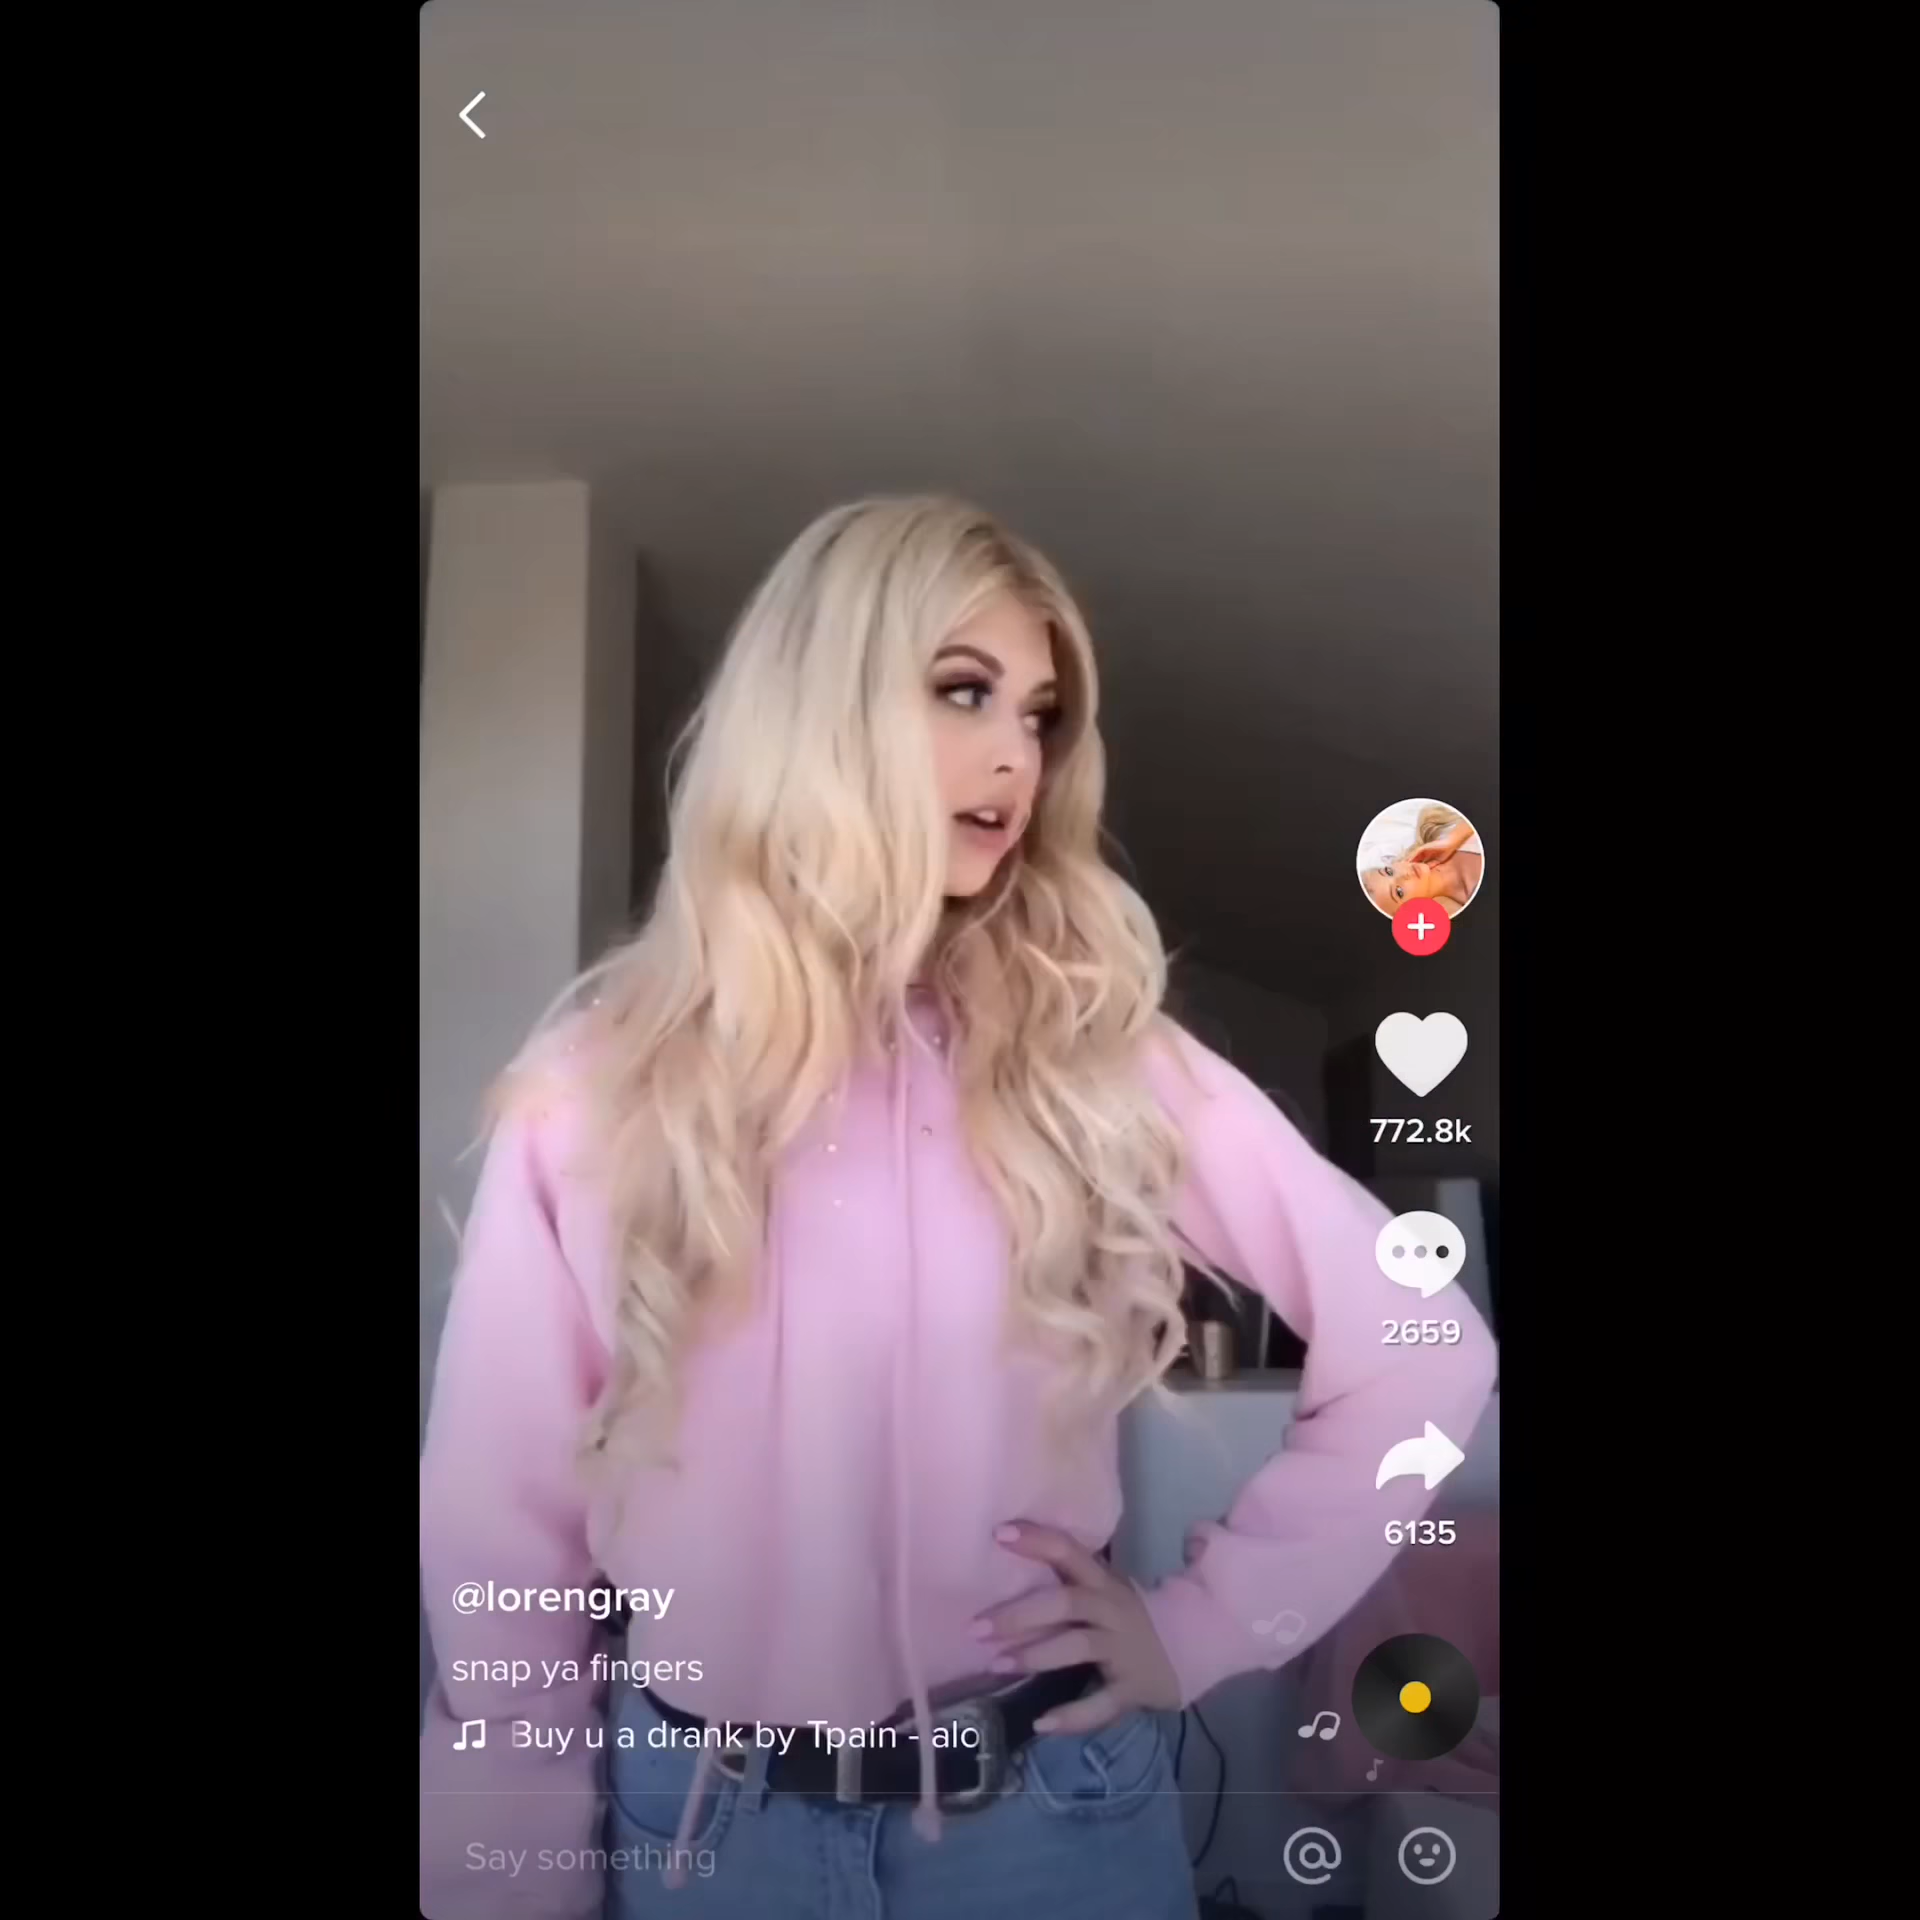 772.8k
2659
6135
@lorengray
snap ya fingers
Buy u a drank by Tpain - alo
Say something